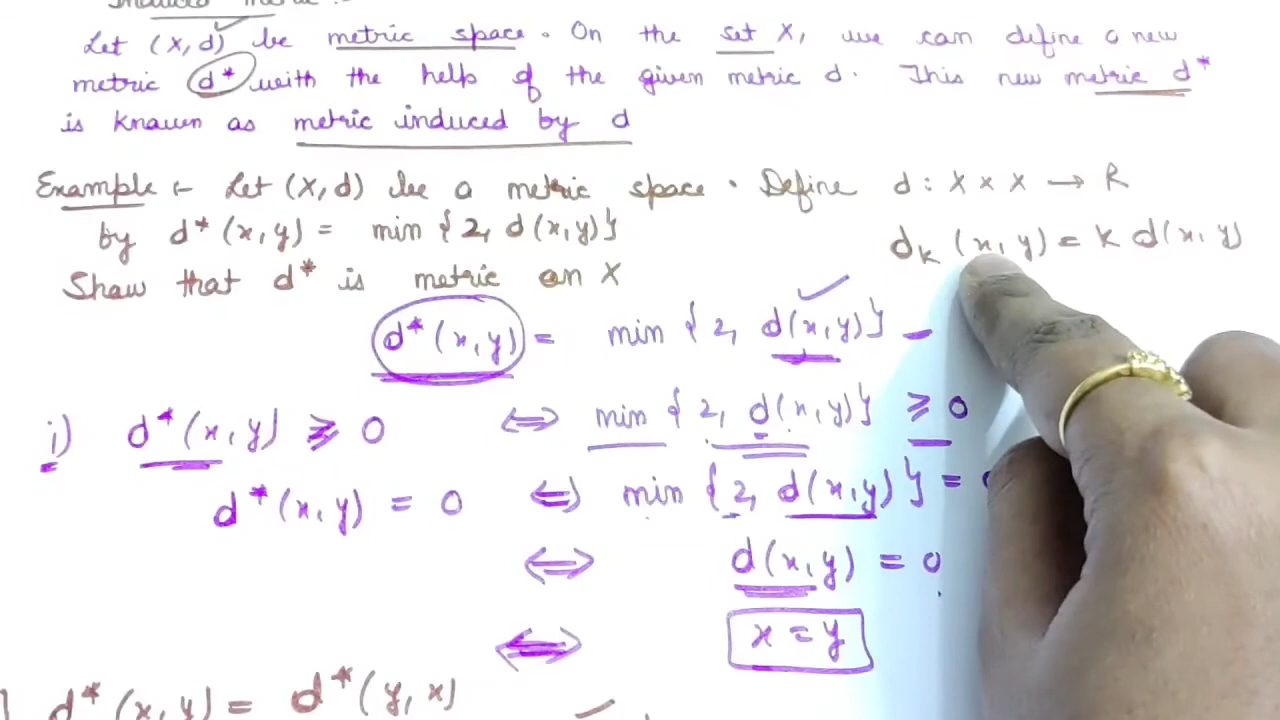 Let (X, d) be metric space. On the set X, we can define a new
metric d* with the help of the given metric d. This new metric d*
is known as metric induced by d
Example :- Let (X, d) be a metric space. Define d : X × X → R
by d*(x, y) = min {2, d(x, y)}
d_k (x, y) = k d(x, y)
Show that d* is metric on X
d*(x, y) = min {2, d(x, y)}
i) d*(x, y) ≥ 0 ⇔ min {2, d(x, y)} ≥ 0
d*(x, y) = 0 ⇔ min {2, d(x, y)} =
⇔ d(x, y) = 0
⇔ x = y
d*(x, y) = d*(y, x)